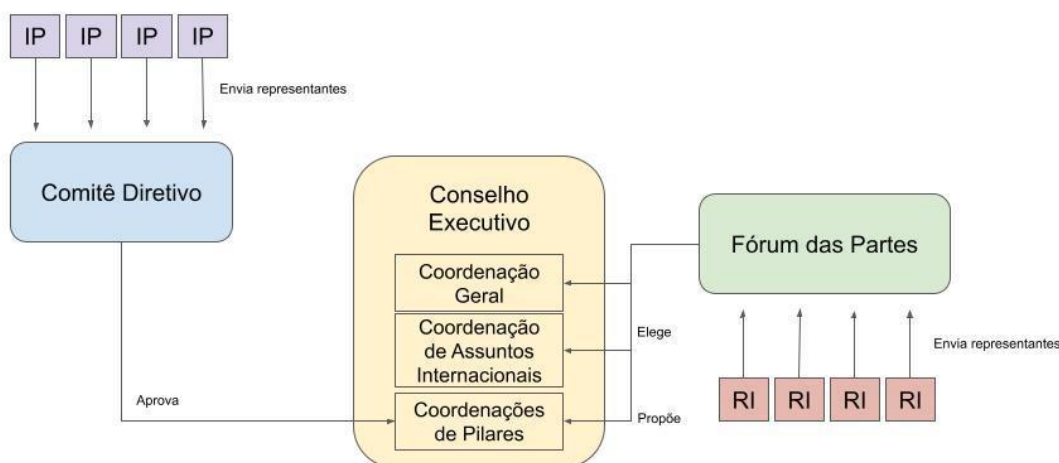 IP IP IP IP
Envia representantes
Comitê Diretivo
Conselho
Executivo
Fórum das Partes
Coordenação
Geral
Coordenação
de Assuntos
Internacionais
Elege
Envia representantes
RI RI RI RI
Aprova
Coordenações
de Pilares
Propõe